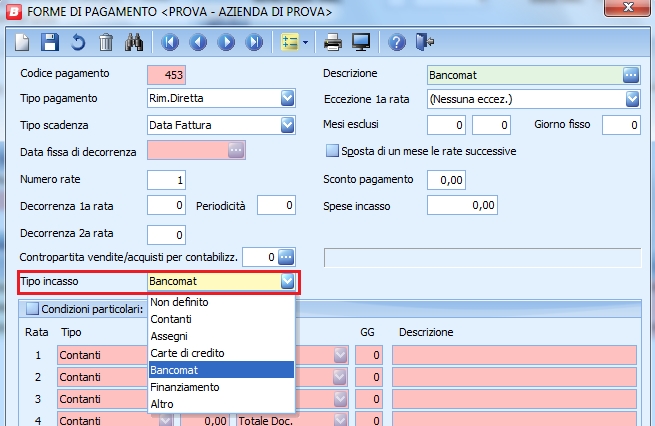 FORME DI PAGAMENTO <PROVA - AZIENDA DI PROVA>
Codice pagamento 453 Descrizione Bancomat ...
Tipo pagamento Rim.Diretta Eccezione 1a rata (Nessuna eccez.)
Tipo scadenza Data Fattura Mesi esclusi 0 0 Giorno fisso 0
Data fissa di decorrenza ... Sposta di un mese le rate successive
Numero rate 1 Sconto pagamento 0,00
Decorrenza 1a rata 0 Periodicità 0 Spese incasso 0,00
Decorrenza 2a rata 0
Contropartita vendite/acquisti per contabilizz. 0 ...
Tipo incasso Bancomat
Non definito
Contanti
Assegni
Carte di credito
Bancomat
Finanziamento
Altro
Condizioni particolari:
Rata Tipo GG Descrizione
1 Contanti 0
2 Contanti 0
3 Contanti 0
4 Contanti 0,00 Totale Doc. 0